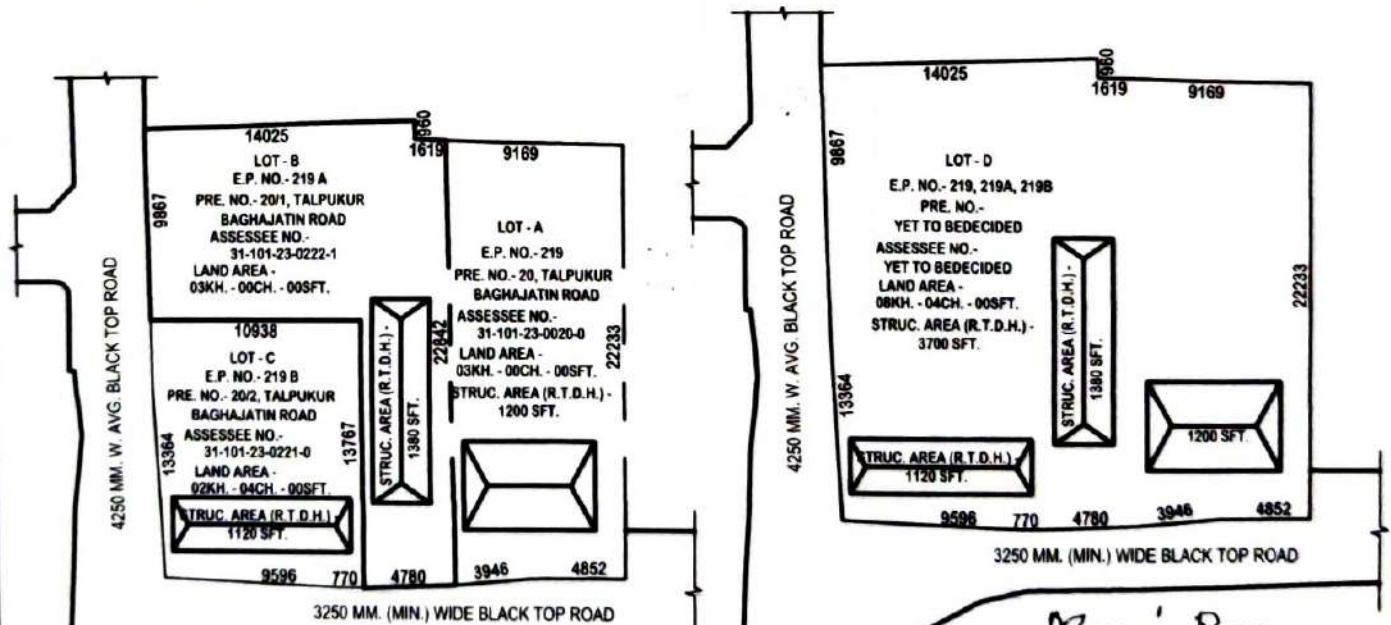 14025
960
1619
9169
LOT - B
E.P. NO.- 219 A
PRE. NO.- 20/1, TALPUKUR
BAGHAJATIN ROAD
ASSESSEE NO.-
31-101-23-0222-1
LAND AREA -
03KH. - 00CH. - 00SFT.
9867
LOT - A
E.P. NO.- 219
PRE. NO.- 20, TALPUKUR
BAGHAJATIN ROAD
ASSESSEE NO.-
31-101-23-0020-0
LAND AREA -
03KH. - 00CH. - 00SFT.
STRUC. AREA (R.T.D.H.) -
1200 SFT.
22842
22233
10938
LOT - C
E.P. NO.- 219 B
PRE. NO.- 20/2, TALPUKUR
BAGHAJATIN ROAD
ASSESSEE NO.-
31-101-23-0221-0
LAND AREA -
02KH. - 04CH. - 00SFT.
STRUC. AREA (R.T.D.H.) -
1120 SFT.
13364
13767
STRUC. AREA (R.T.D.H.) -
1380 SFT.
9596
770
4780
3946
4852
4250 MM. W. AVG. BLACK TOP ROAD
3250 MM. (MIN.) WIDE BLACK TOP ROAD
14025
960
1619
9169
9867
LOT - D
E.P. NO.- 219, 219A, 219B
PRE. NO.-
YET TO BEDECIDED
ASSESSEE NO.-
YET TO BEDECIDED
LAND AREA -
08KH. - 04CH. - 00SFT.
STRUC. AREA (R.T.D.H.) -
3700 SFT.
STRUC. AREA (R.T.D.H.) -
1380 SFT.
22233
13364
1200 SFT.
STRUC. AREA (R.T.D.H.) -
1120 SFT.
9596
770
4780
3946
4852
4250 MM. W. AVG. BLACK TOP ROAD
3250 MM. (MIN.) WIDE BLACK TOP ROAD